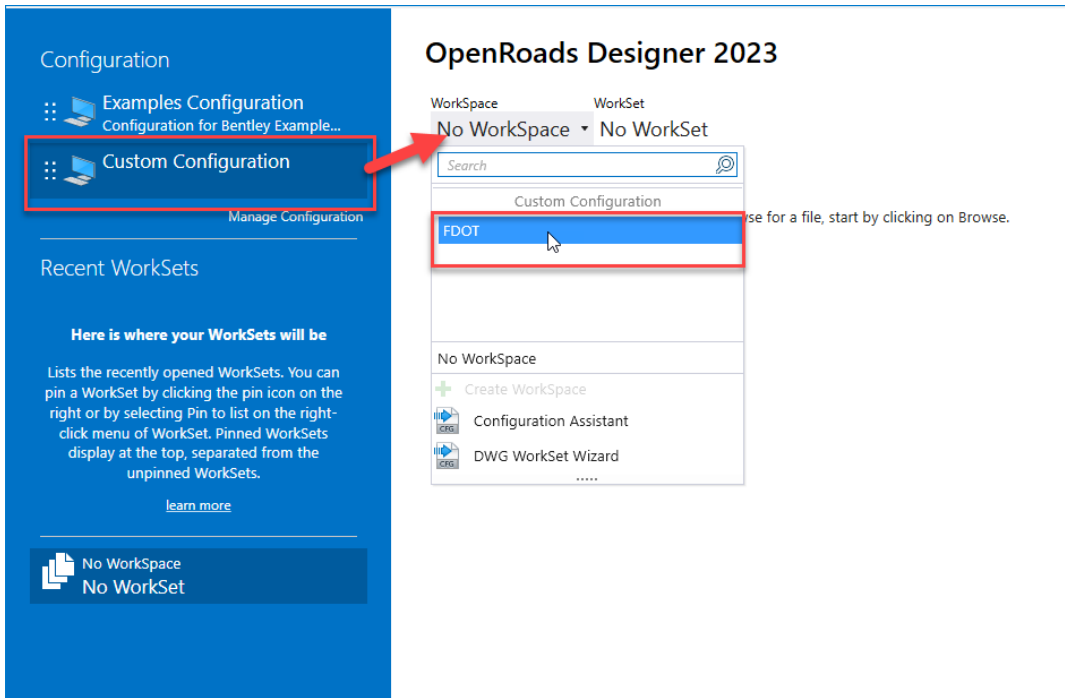 Configuration
Examples Configuration
Configuration for Bentley Example...
Custom Configuration
Manage Configuration
Recent WorkSets
Here is where your WorkSets will be
Lists the recently opened WorkSets. You can
pin a WorkSet by clicking the pin icon on the
right or by selecting Pin to list on the right-
click menu of WorkSet. Pinned WorkSets
display at the top, separated from the
unpinned WorkSets.
learn more
No WorkSpace
No WorkSet
OpenRoads Designer 2023
WorkSpace WorkSet
No WorkSpace No WorkSet
Search
Custom Configuration
se for a file, start by clicking on Browse.
FDOT
No WorkSpace
Create WorkSpace
CFG Configuration Assistant
CFG DWG WorkSet Wizard
.....